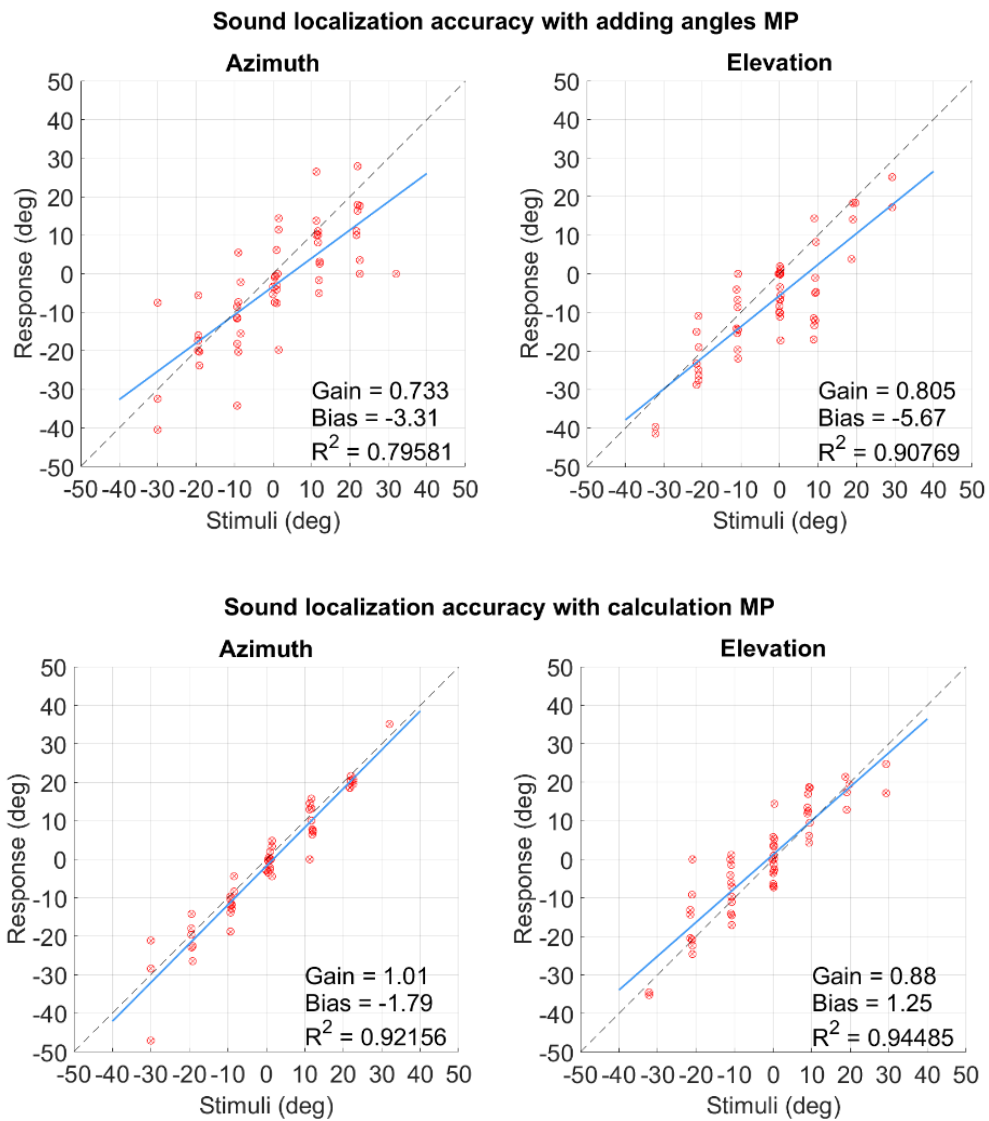 Sound localization accuracy with adding angles MP
Azimuth
50
40
30
20
10
0
-10
-20
-30
-40
-50
Response (deg)
Gain = 0.733
Bias = -3.31
R² = 0.79581
-50 -40 -30 -20 -10 0 10 20 30 40 50
Stimuli (deg)
Elevation
50
40
30
20
10
0
-10
-20
-30
-40
-50
Response (deg)
Gain = 0.805
Bias = -5.67
R² = 0.90769
-50 -40 -30 -20 -10 0 10 20 30 40 50
Stimuli (deg)
Sound localization accuracy with calculation MP
Azimuth
50
40
30
20
10
0
-10
-20
-30
-40
-50
Response (deg)
Gain = 1.01
Bias = -1.79
R² = 0.92156
-50 -40 -30 -20 -10 0 10 20 30 40 50
Stimuli (deg)
Elevation
50
40
30
20
10
0
-10
-20
-30
-40
-50
Response (deg)
Gain = 0.88
Bias = 1.25
R² = 0.94485
-50 -40 -30 -20 -10 0 10 20 30 40 50
Stimuli (deg)